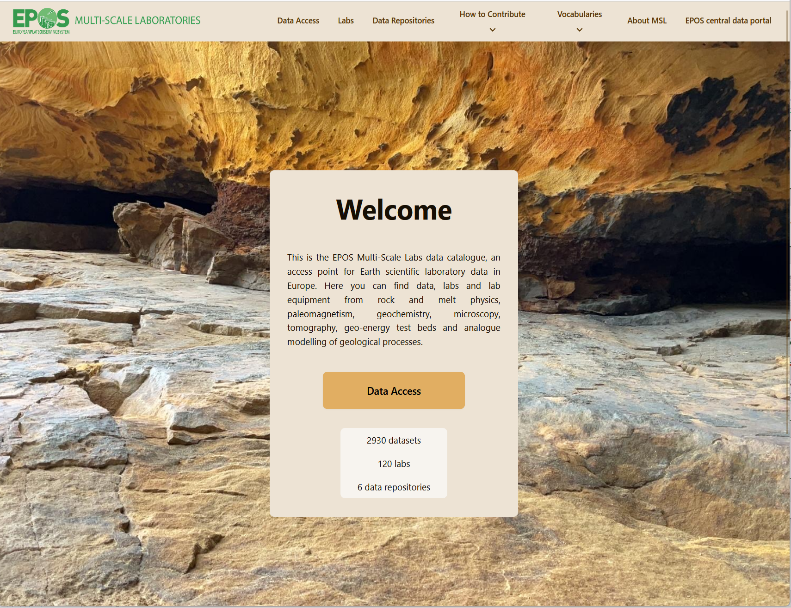 EPOS
MULTI-SCALE LABORATORIES
Data Access
Labs
Data Repositories
How to Contribute
Vocabularies
About MSL
EPOS central data portal
Welcome
This is the EPOS Multi-Scale Labs data catalogue, an
access point for Earth scientific laboratory data in
Europe. Here you can find data, labs and lab
equipment from rock and melt physics,
paleomagnetism, geochemistry, microscopy,
tomography, geo-energy test beds and analogue
modelling of geological processes.
Data Access
2930 datasets
120 labs
6 data repositories